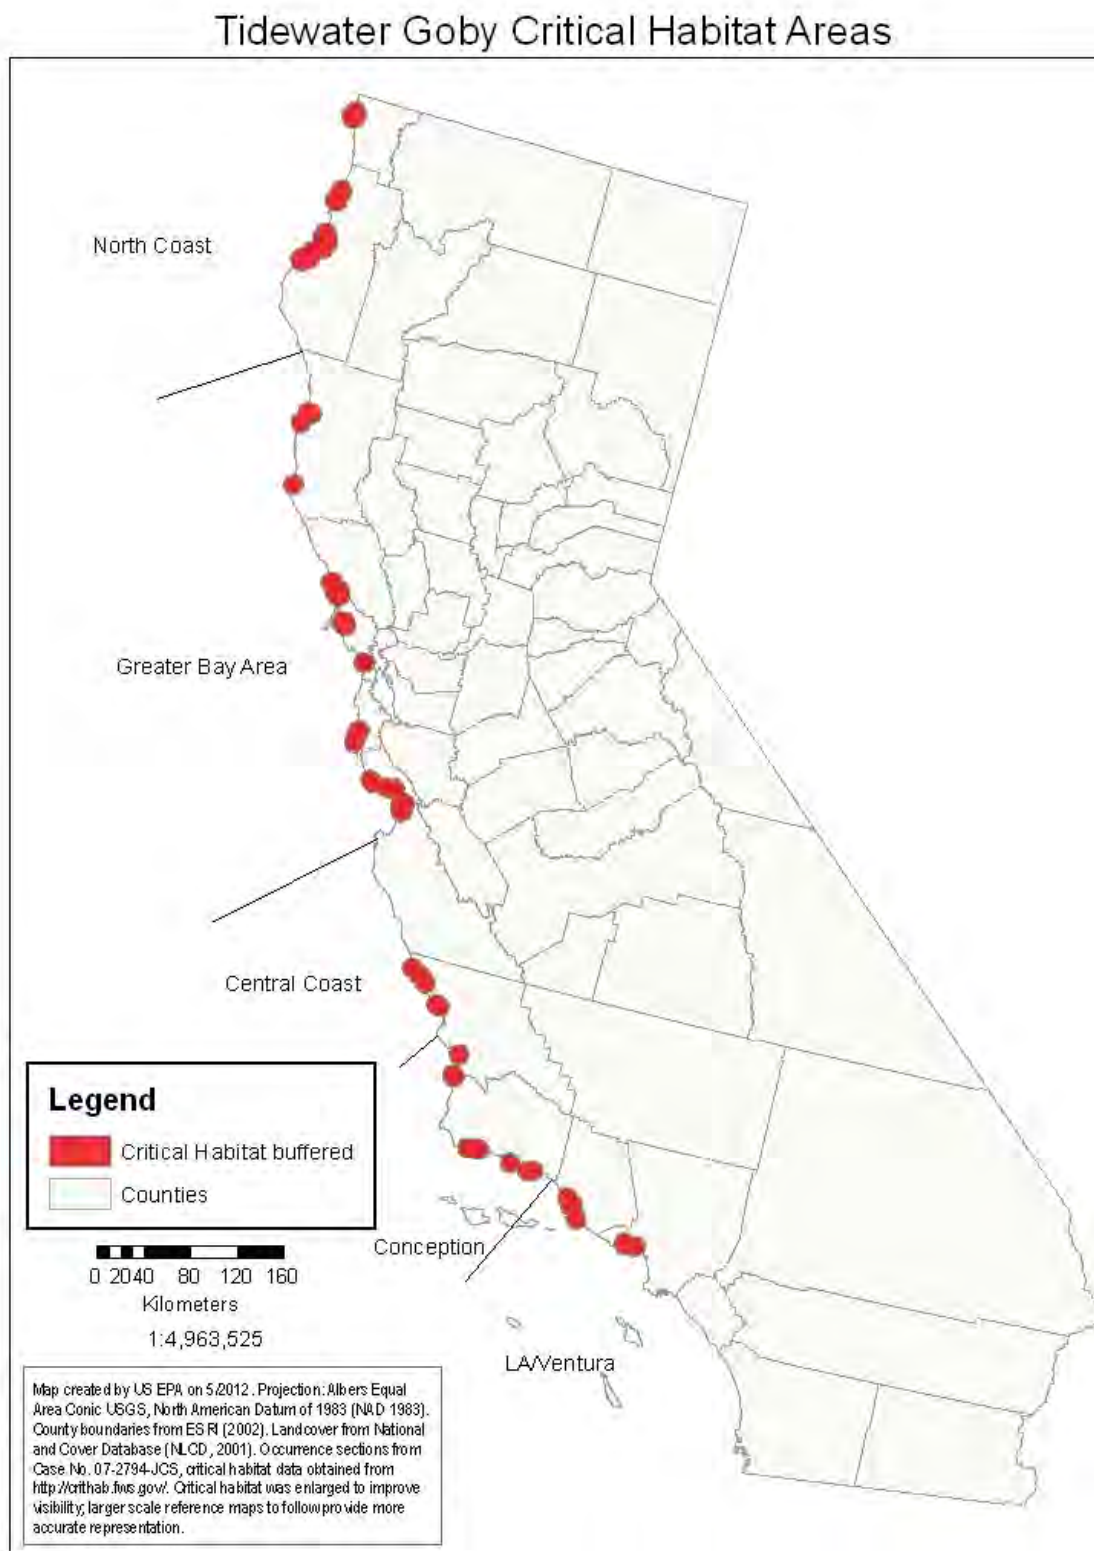 Tidewater Goby Critical Habitat Areas
North Coast
Greater Bay Area
Central Coast
Legend
Critical Habitat buffered
Counties
Conception
0 20 40 80 120 160
Kilometers
1:4,963,525
LA/Ventura
Map created by US EPA on 5/2012. Projection: Albers Equal
Area Conic USGS, North American Datum of 1983 (NAD 1983).
County boundaries from ESRI (2002). Landcover from National
and Cover Database (NLCD, 2001). Occurrence sections from
Case No. 07-2794-JCS, critical habitat data obtained from
http://crithab.fws.gov/. Critical habitat was enlarged to improve
visibility; larger scale reference maps to follow provide more
accurate representation.